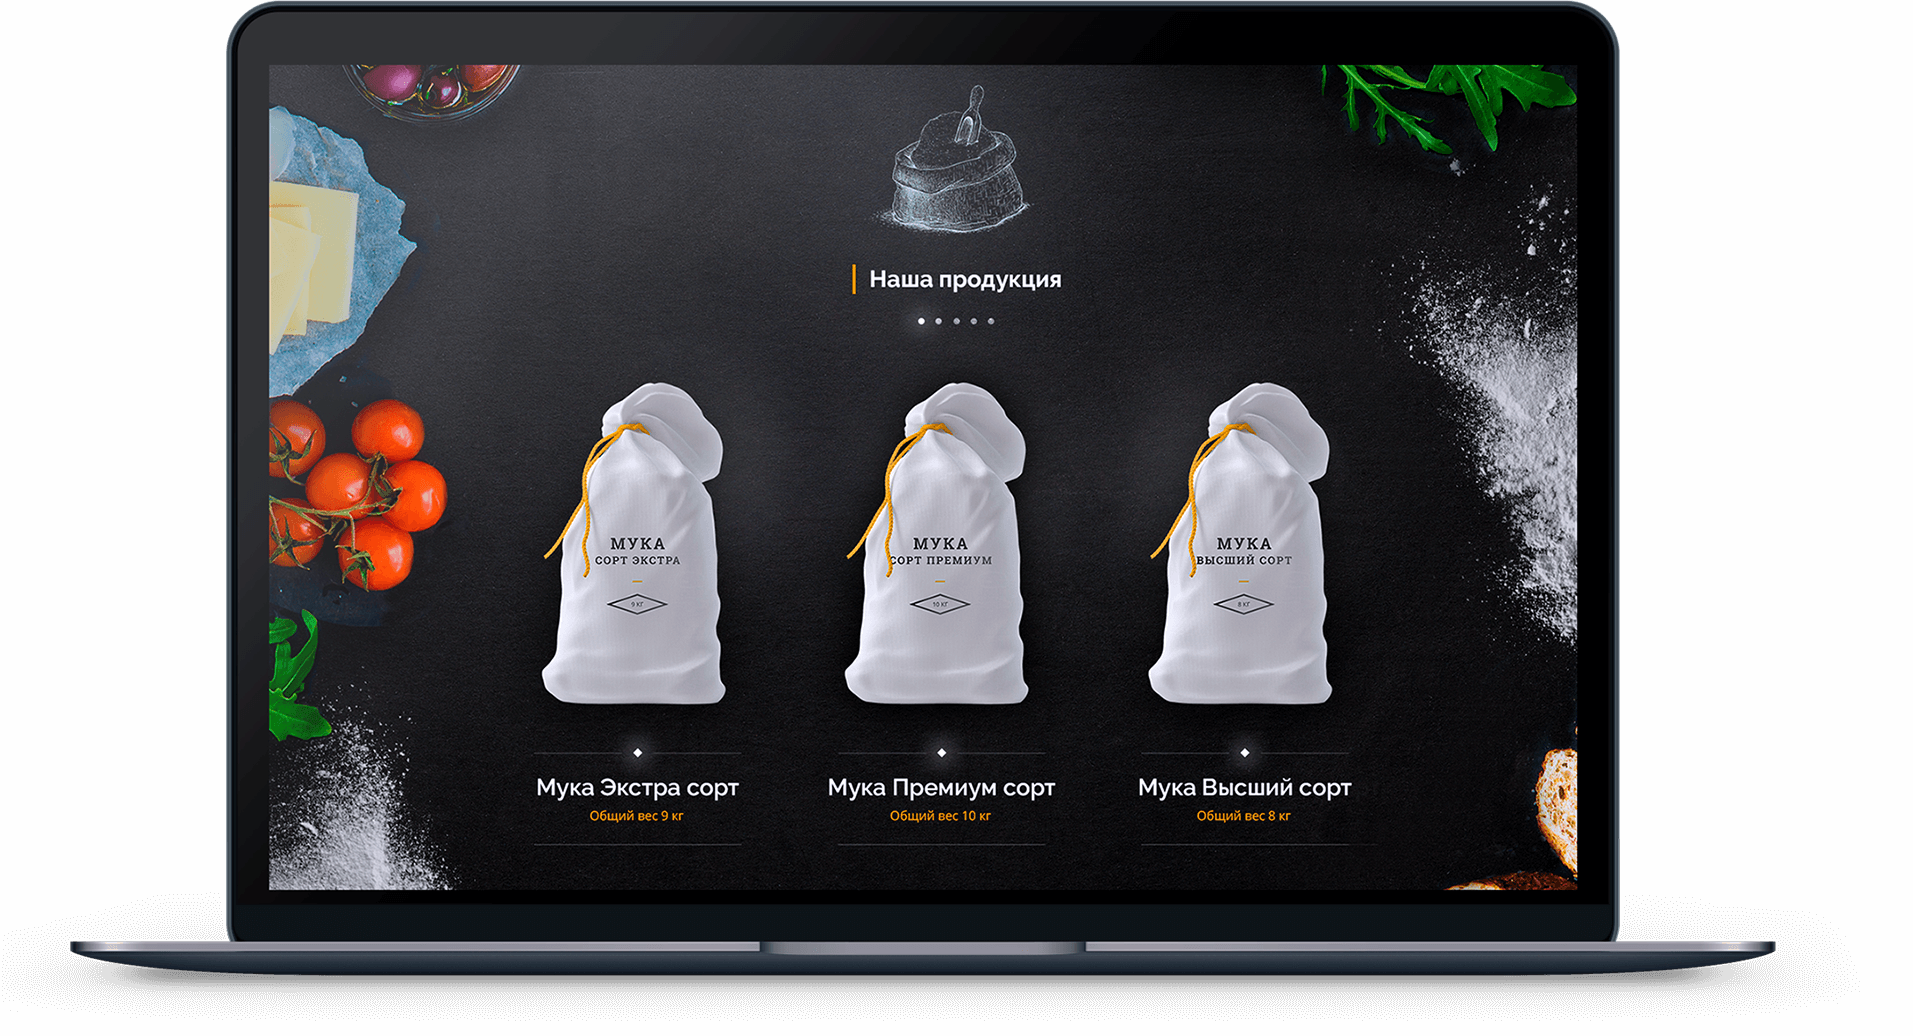 Наша продукция
МУКА
СОРТ ЭКСТРА
9 КГ
МУКА
СОРТ ПРЕМИУМ
10 КГ
МУКА
ВЫСШИЙ СОРТ
8 КГ
Мука Экстра сорт
Общий вес 9 кг
Мука Премиум сорт
Общий вес 10 кг
Мука Высший сорт
Общий вес 8 кг